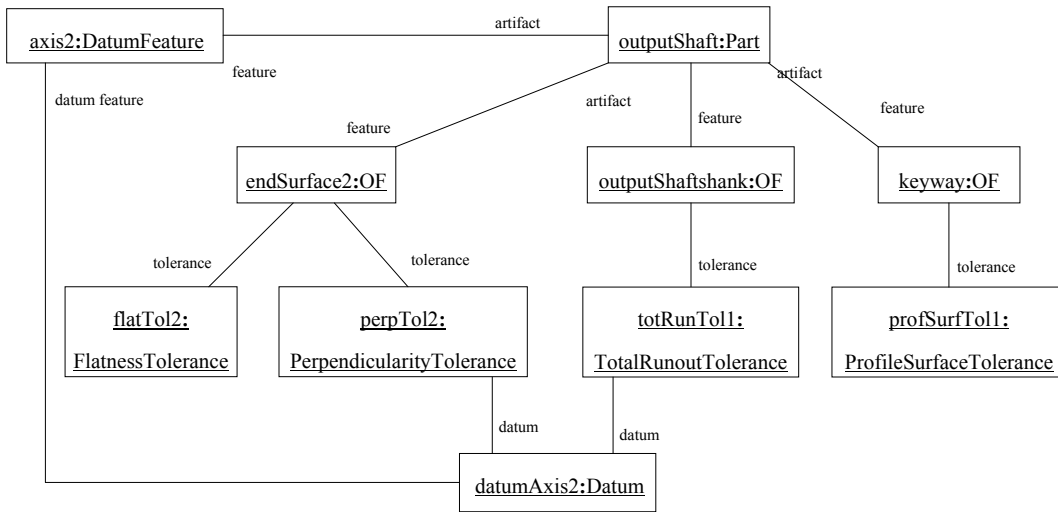 artifact
axis2:DatumFeature
outputShaft:Part
feature
artifact
datum feature
artifact
feature
feature
feature
endSurface2:OF
outputShaftshank:OF
keyway:OF
tolerance
tolerance
tolerance
tolerance
flatTol2:
FlatnessTolerance
perpTol2:
PerpendicularityTolerance
totRunTol1:
TotalRunoutTolerance
profSurfTol1:
ProfileSurfaceTolerance
datum
datum
datumAxis2:Datum